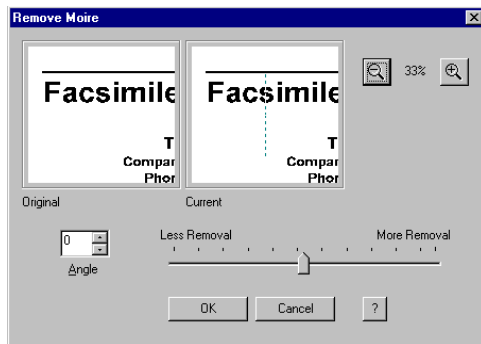 Remove Moire
Facsimile
T
Compar
Phor
Facsimile
T
Compar
Phor
33%
Original
Current
0
Angle
Less Removal
More Removal
OK
Cancel
?